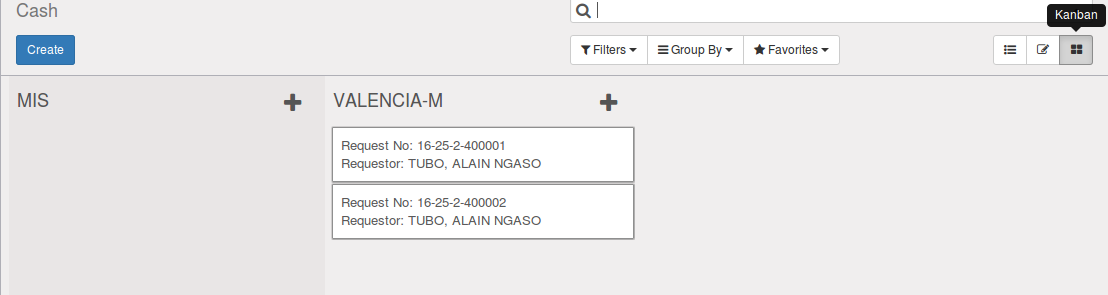 Cash
Kanban
Create
Filters
Group By
Favorites
MIS
VALENCIA-M
Request No: 16-25-2-400001
Requestor: TUBO, ALAIN NGASO
Request No: 16-25-2-400002
Requestor: TUBO, ALAIN NGASO